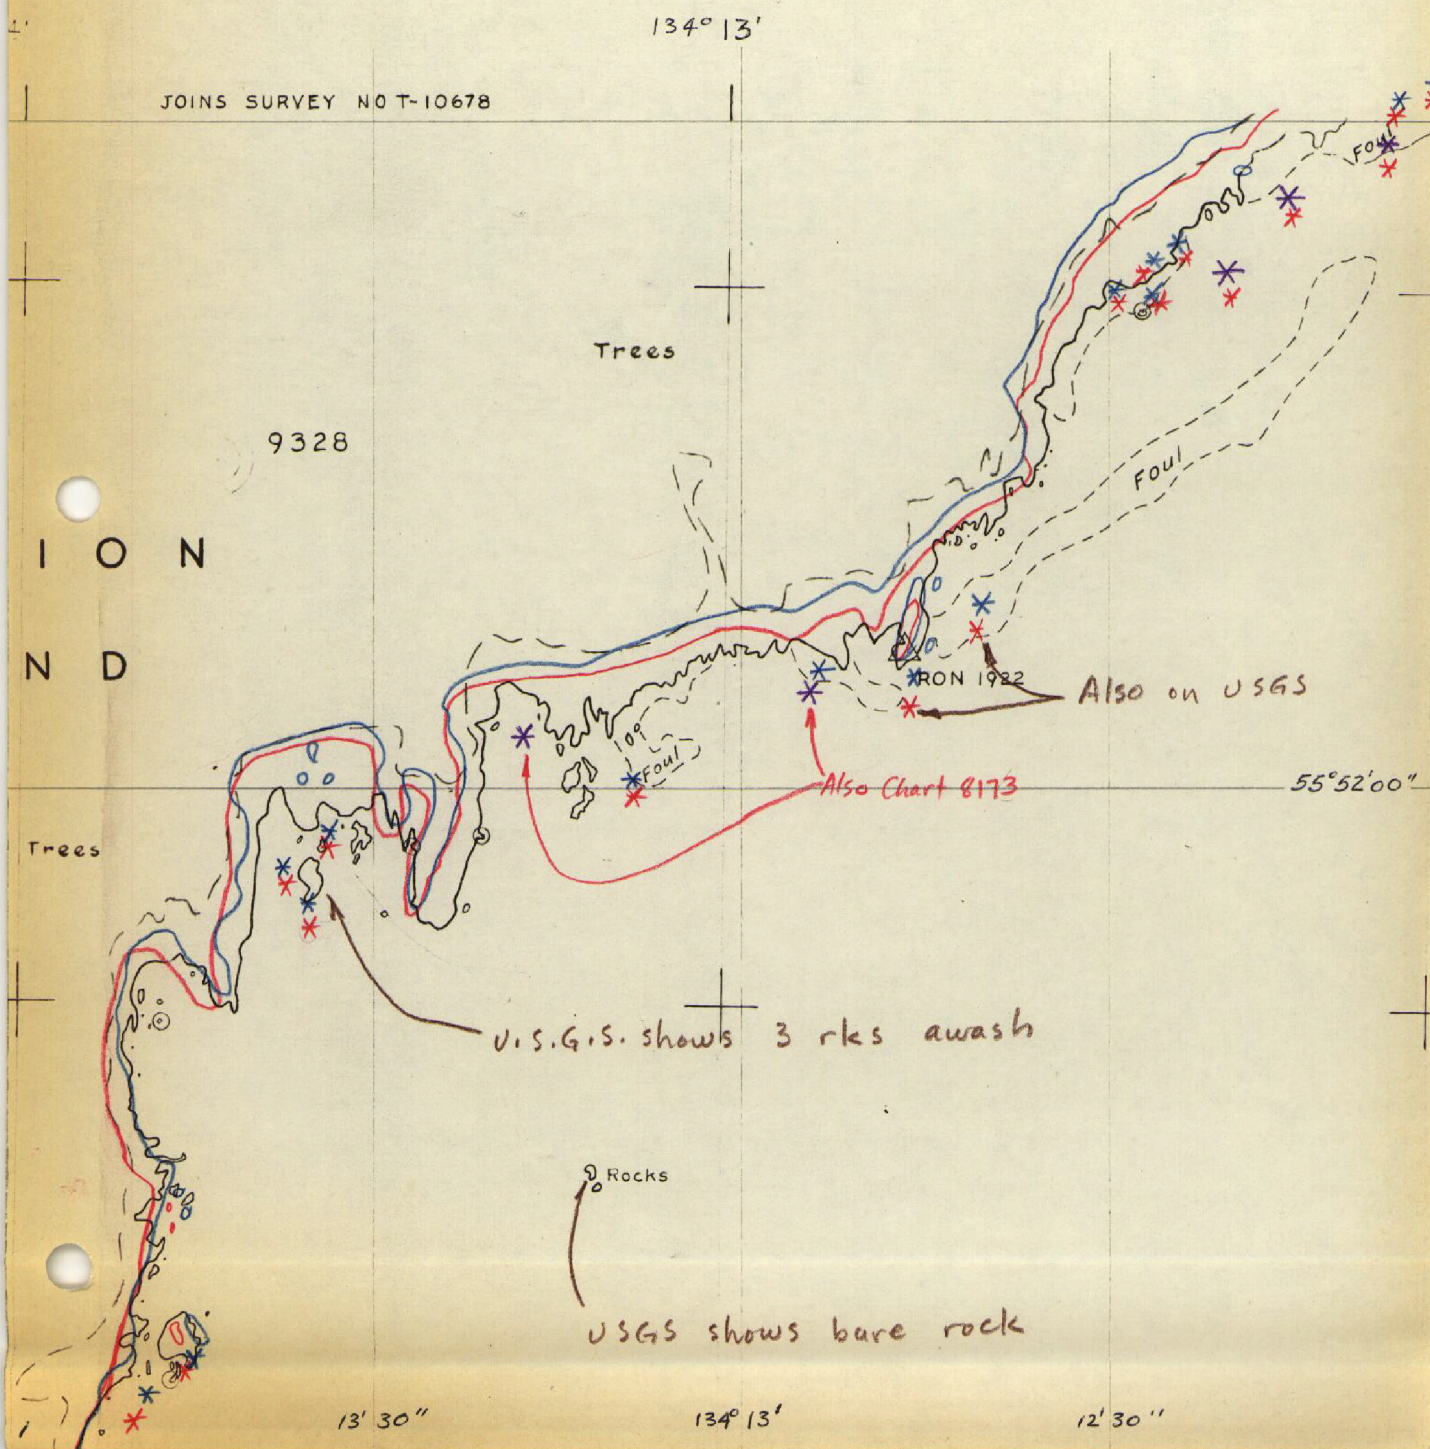 1'
134° 13'
JOINS SURVEY NO T-10678
Foul
Trees
9328
Foul
I O N
N D
RON 1922
Also on USGS
Foul
Also Chart 8173
55° 52' 00"
Trees
U.S.G.S. shows 3 rks awash
Rocks
USGS shows bare rock
13' 30"
134° 13'
12' 30"